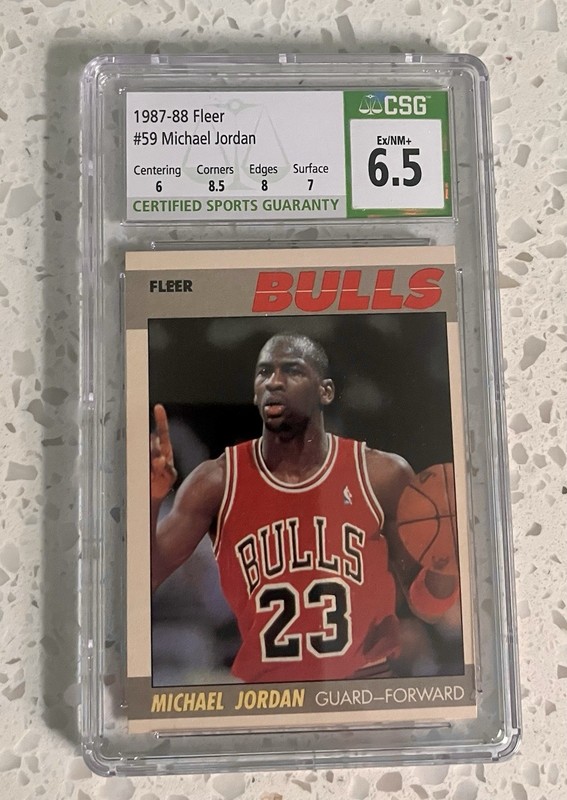 1987-88 Fleer
#59 Michael Jordan
CSG
Ex/NM+
6.5
Centering Corners Edges Surface
6 8.5 8 7
CERTIFIED SPORTS GUARANTY
FLEER BULLS
BULLS
23
MICHAEL JORDAN GUARD–FORWARD